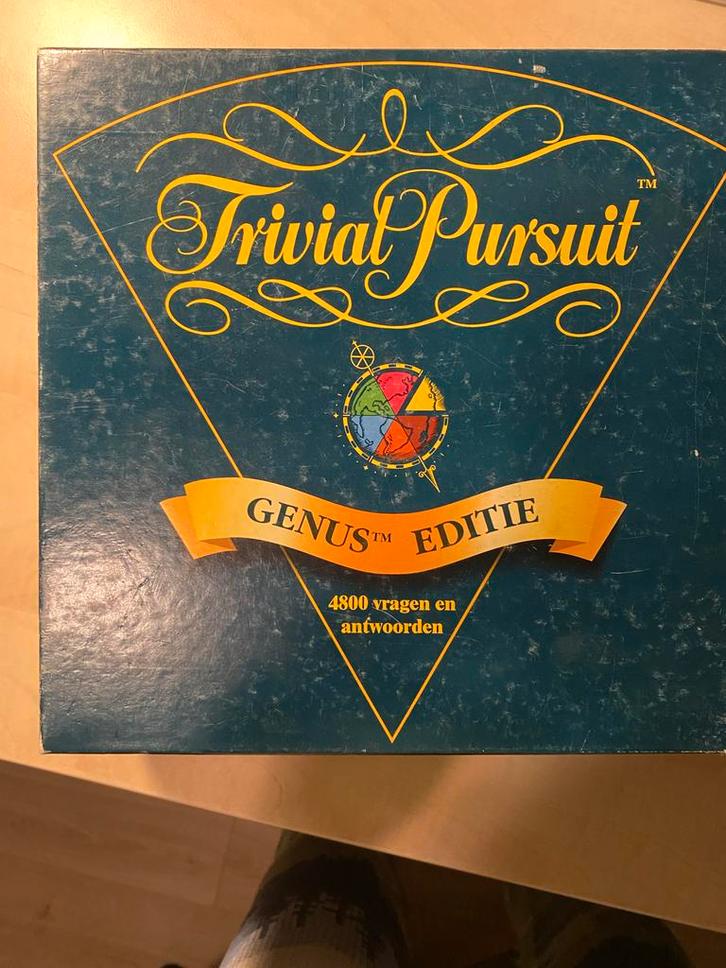 Trivial Pursuit™
GENUS™ EDITIE
4800 vragen en
antwoorden